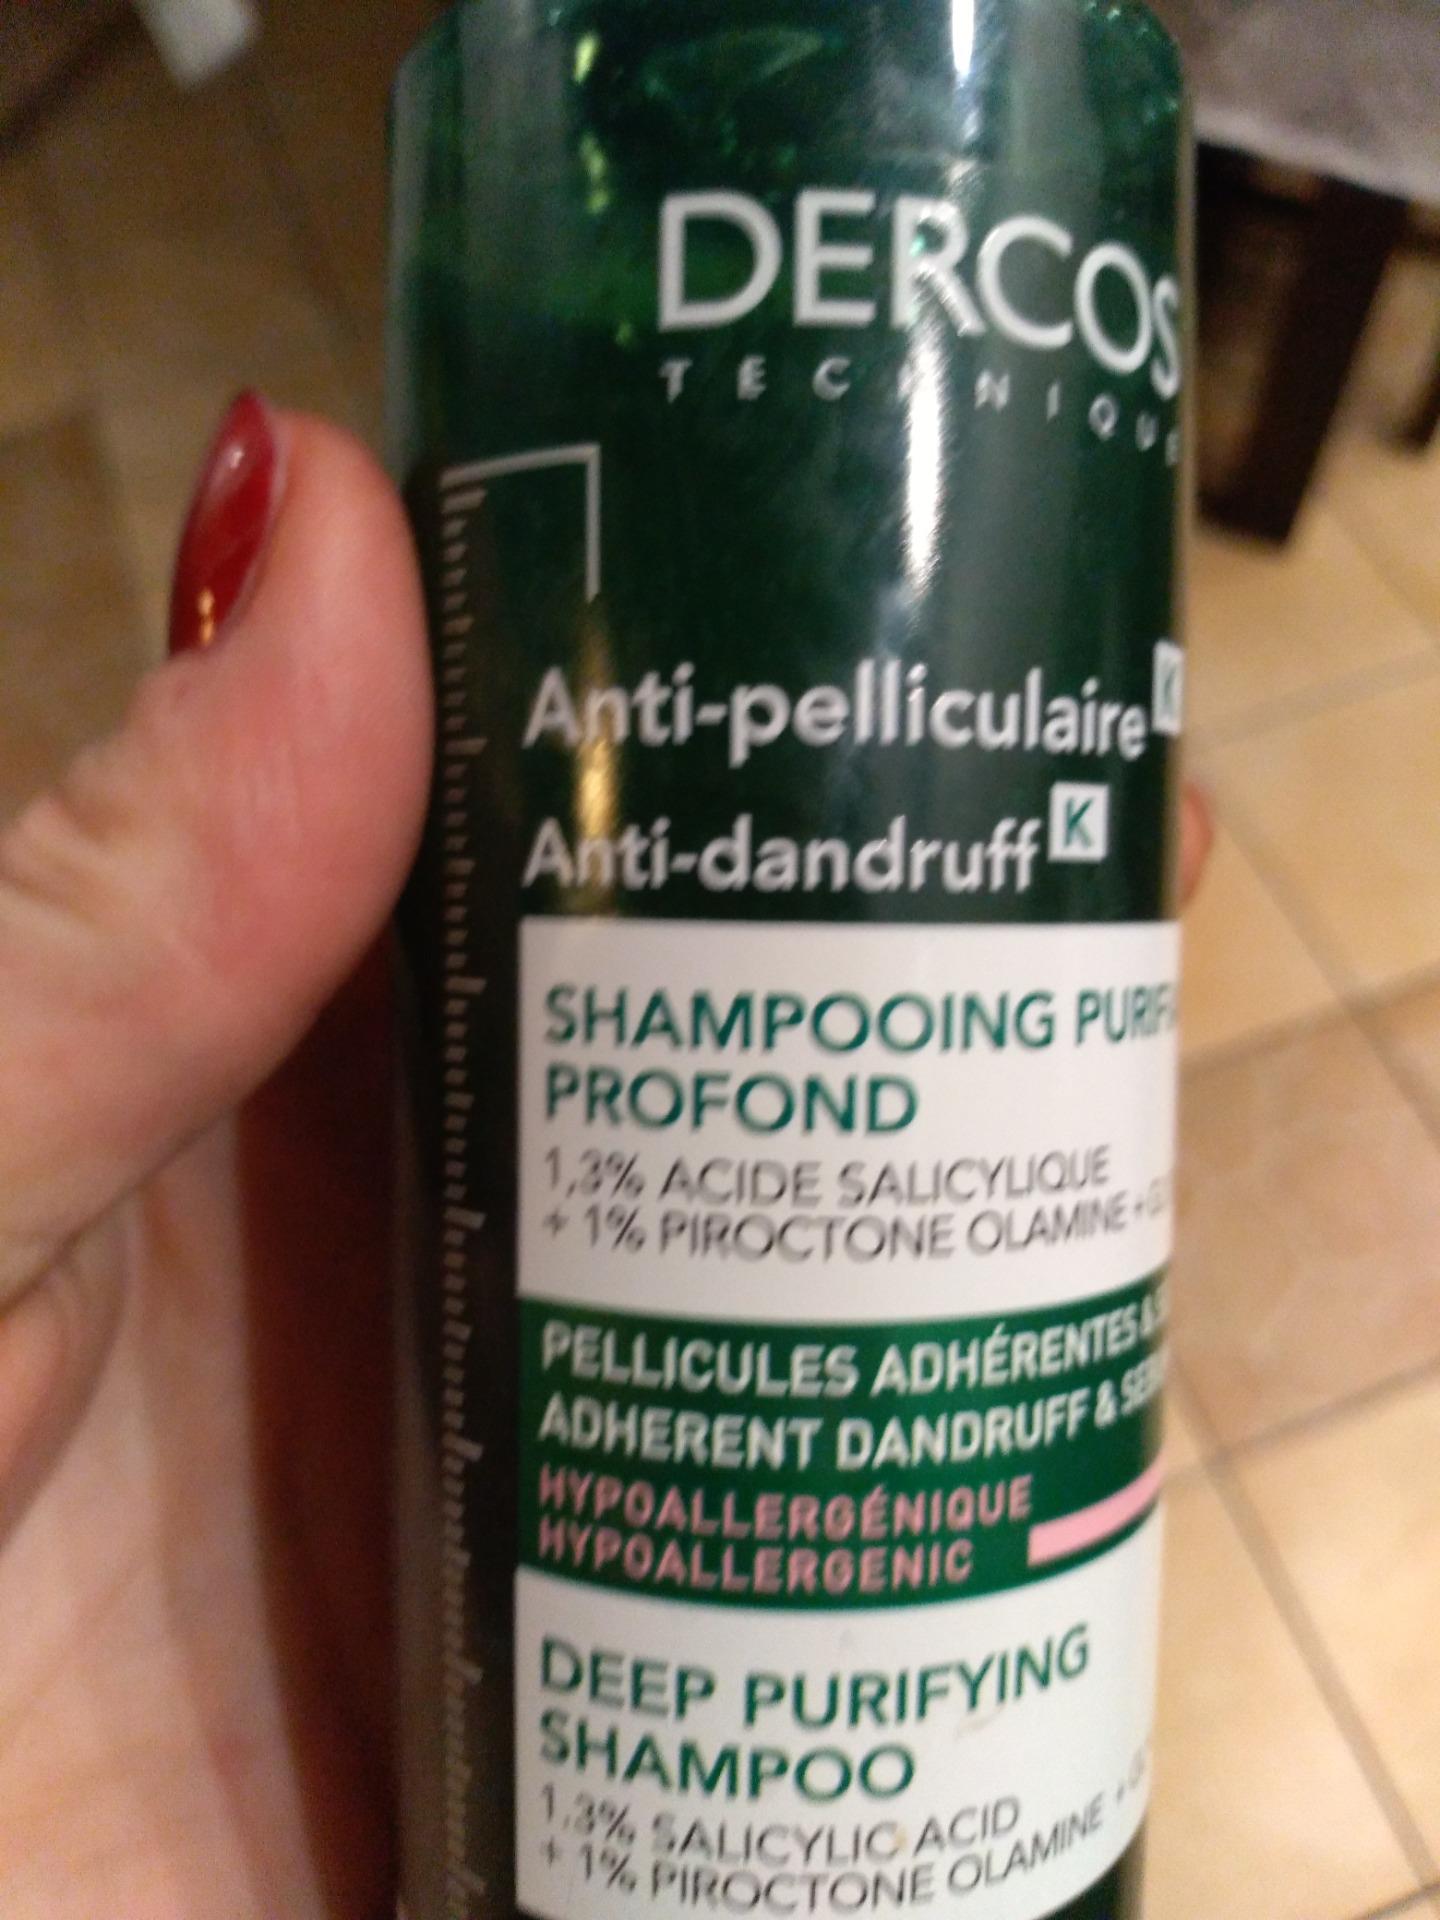 DERCOS
TECHNIQUE
Anti-pelliculaire K
Anti-dandruff K
SHAMPOOING
PROFOND
1,3% ACIDE SALICYLIQUE
+ 1% PIROCTONE OLAMINE +
PELLICULES ADHÉRENTES &
ADHERENT DANDRUFF &
HYPOALLERGÉNIQUE
HYPOALLERGENIC
DEEP PURIFYING
SHAMPOO
1.3% SALICYLIC ACID
+ 1% PIROCTONE OLAMINE +